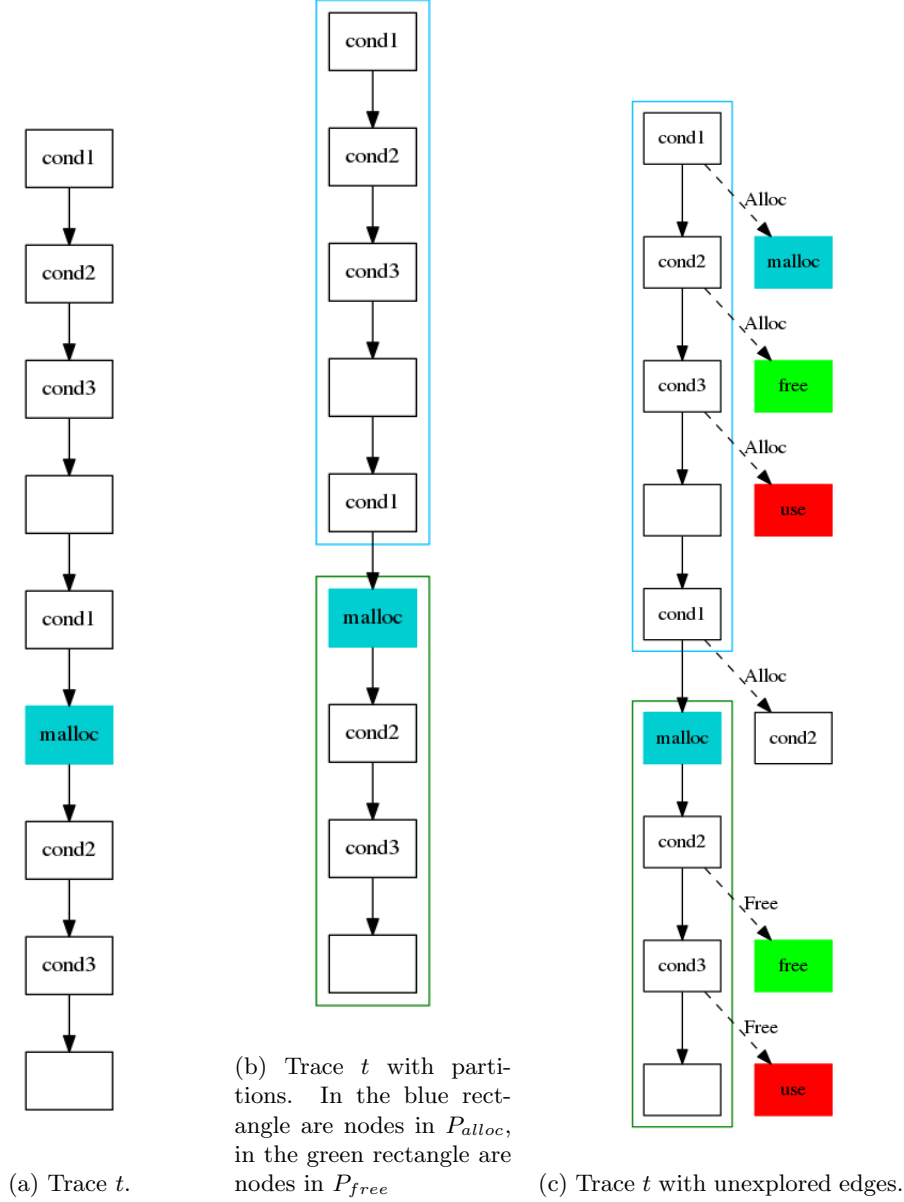 cond1
cond2
cond3
cond1
malloc
cond2
cond3
(a) Trace t.
cond1
cond2
cond3
cond1
malloc
cond2
cond3
(b) Trace t with parti-
tions. In the blue rect-
angle are nodes in Palloc,
in the green rectangle are
nodes in Pfree
cond1
Alloc
cond2
malloc
Alloc
cond3
free
Alloc
use
cond1
Alloc
malloc
cond2
cond2
Free
cond3
free
Free
use
(c) Trace t with unexplored edges.